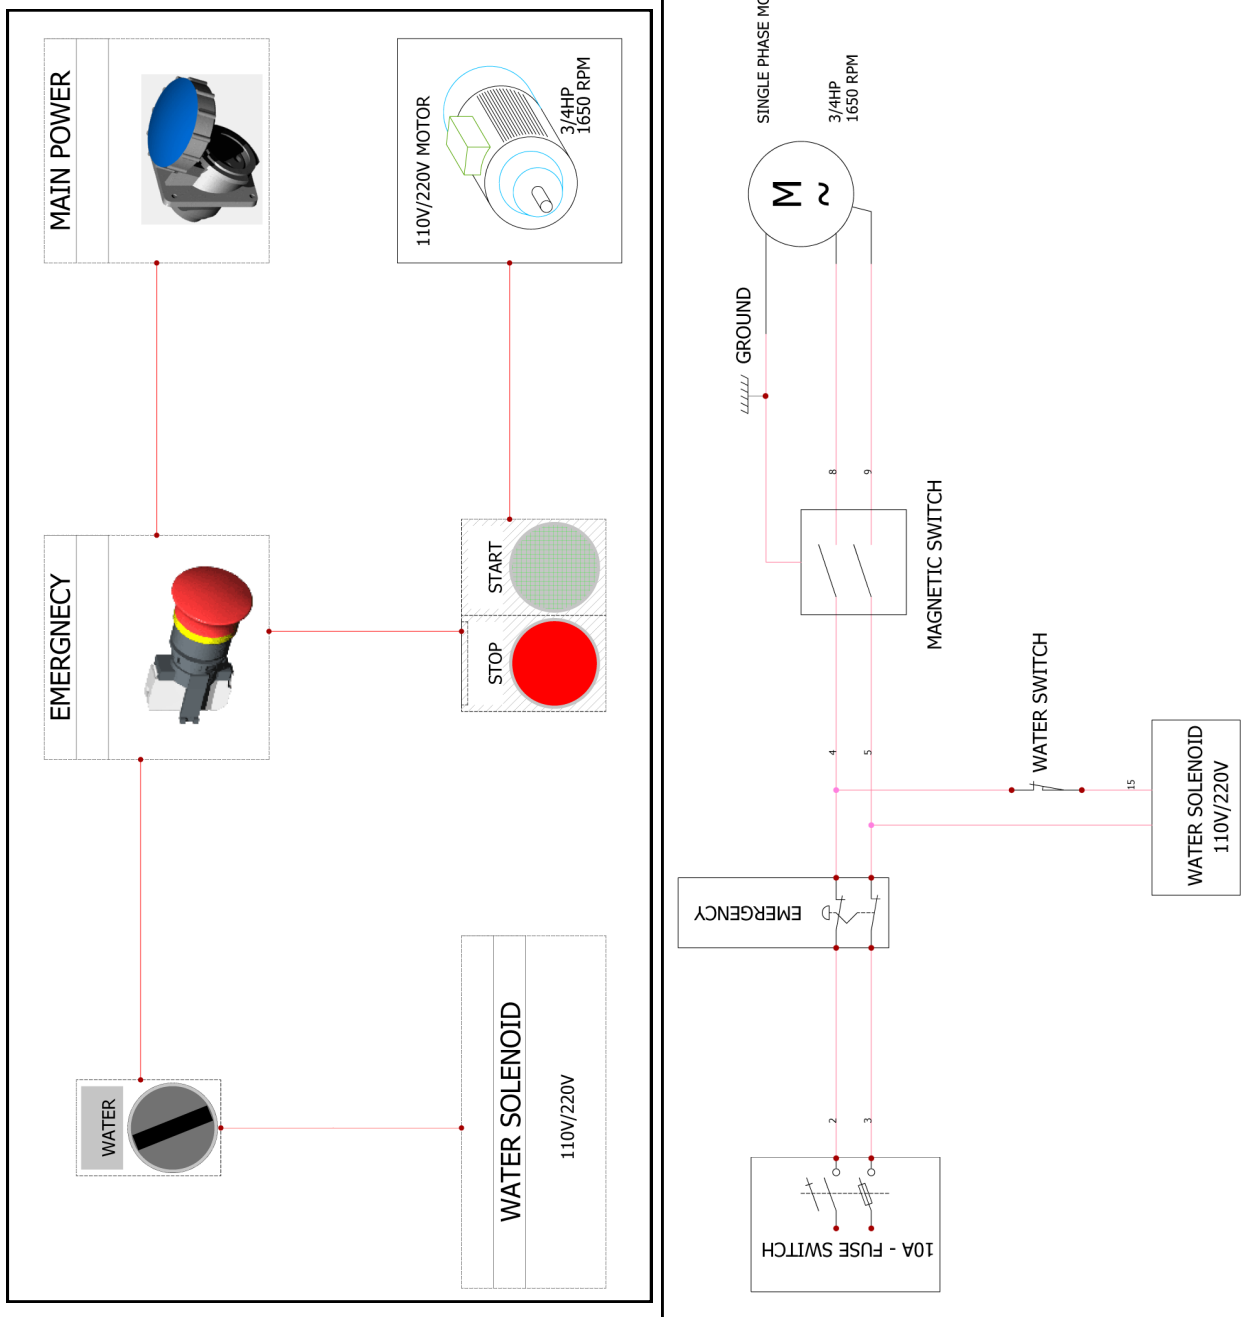 MAIN POWER
110V/220V MOTOR
3/4HP
1650 RPM
EMERGNECY
START
STOP
WATER
WATER SOLENOID
110V/220V
SINGLE PHASE
3/4HP
1650 RPM
M
~
GROUND
8
9
MAGNETIC SWITCH
4
5
WATER SWITCH
15
WATER SOLENOID
110V/220V
EMERGENCY
2
3
10A - FUSE SWITCH